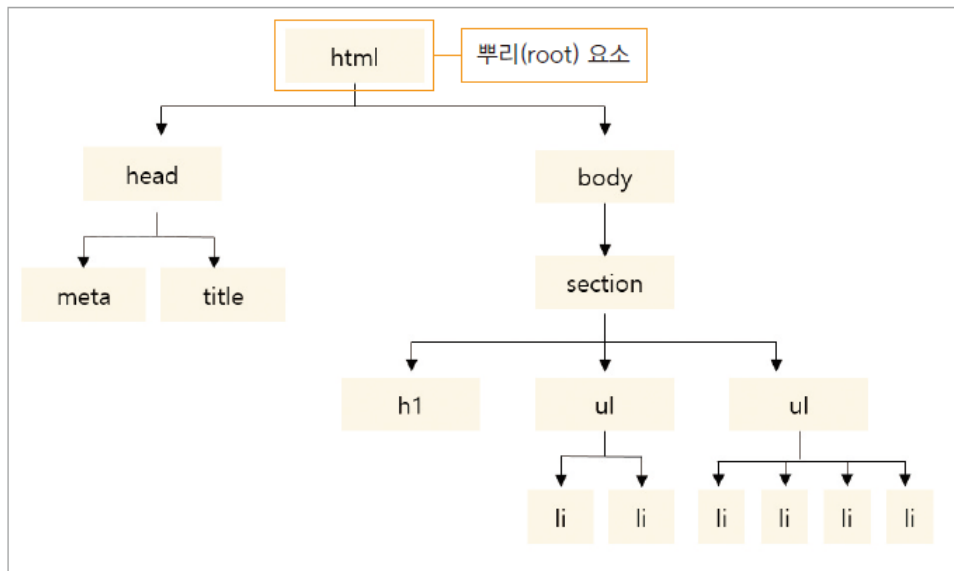 html
뿌리(root) 요소
head
body
meta
title
section
h1
ul
ul
li
li
li
li
li
li